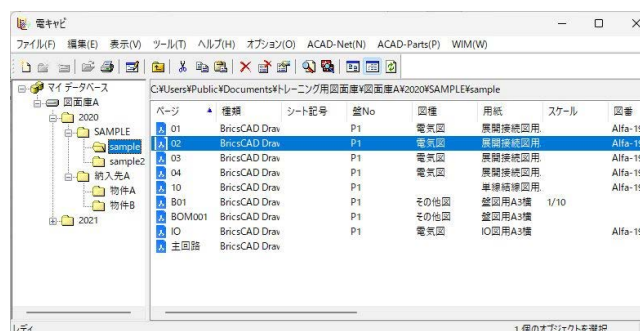 電キャビ
ファイル(F) 編集(E) 表示(V) ツール(T) ヘルプ(H) オプション(O) ACAD-Net(N) ACAD-Parts(P) WIM(W)
マイ データベース
図面庫A
2020
SAMPLE
sample
sample2
納入先A
物件A
物件B
2021
C:¥Users¥Public¥Documents¥トレーニング用図面庫¥図面庫A¥2020¥SAMPLE¥sample
ページ 種類 シート記号 盤No 図種 用紙 スケール 図番
01 BricsCAD Drav P1 電気図 展開接続図用. Alfa-19
02 BricsCAD Drav P1 電気図 展開接続図用. Alfa-19
03 BricsCAD Drav P1 電気図 展開接続図用. Alfa-19
04 BricsCAD Drav P1 電気図 展開接続図用. Alfa-19
10 BricsCAD Drav P1 単線結線図用. Alfa-19
B01 BricsCAD Drav P1 その他図 盤図用A3横 1/10
BOM001 BricsCAD Drav P1 その他図 盤図用A3横
IO BricsCAD Drav P1 電気図 IO図用A3横 Alfa-19
主回路 BricsCAD Drav
レディ 1 個のオブジェクトを選択